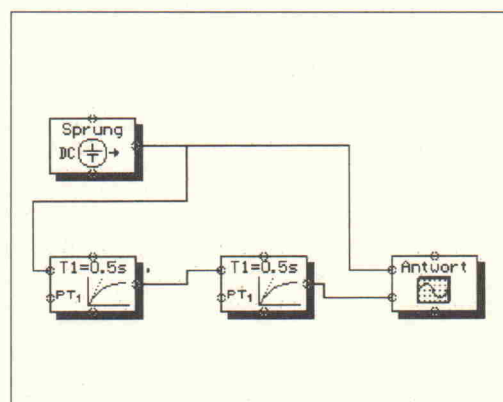 Sprung
DC
T1=0.5s
PT1
T1=0.5s
PT1
Antwort